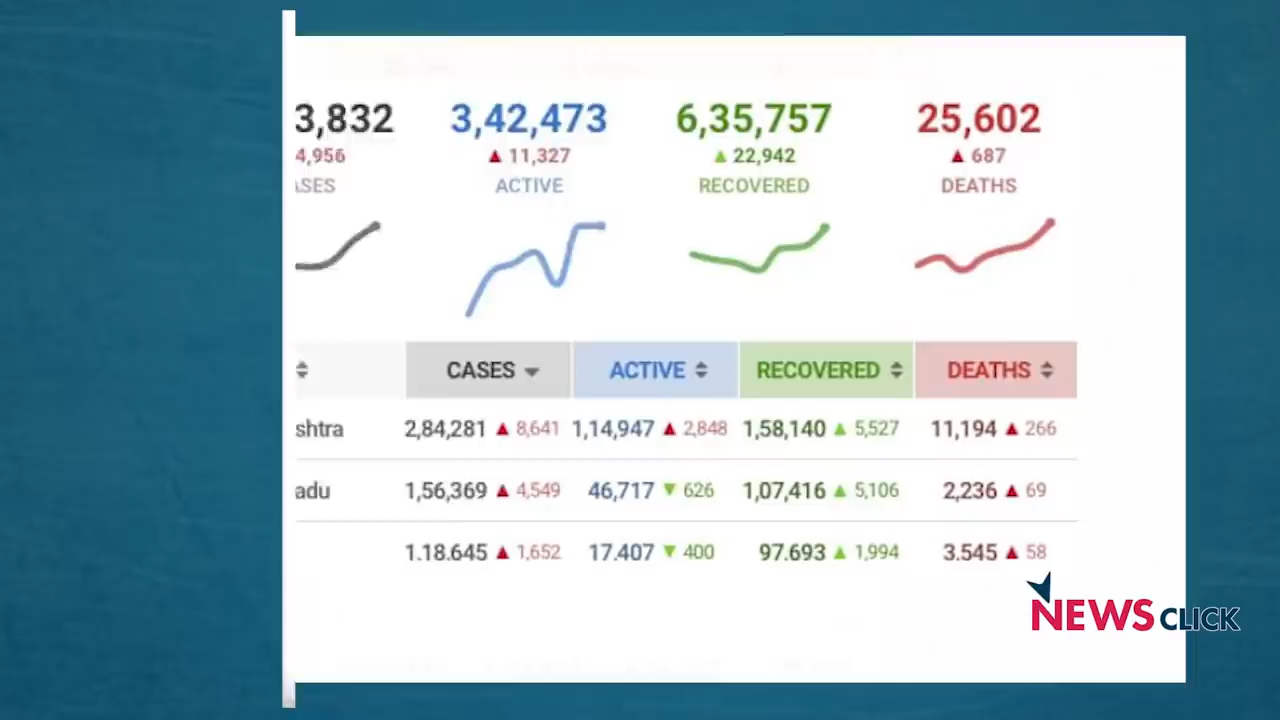 3,832 3,42,473 6,35,757 25,602
4,956 ▲ 11,327 ▲ 22,942 ▲ 687
ASES ACTIVE RECOVERED DEATHS
CASES ACTIVE RECOVERED DEATHS
shtra 2,84,281 ▲ 8,641 1,14,947 ▲ 2,848 1,58,140 ▲ 5,527 11,194 ▲ 266
adu 1,56,369 ▲ 4,549 46,717 ▼ 626 1,07,416 ▲ 5,106 2,236 ▲ 69
1.18.645 ▲ 1,652 17.407 ▼ 400 97.693 ▲ 1,994 3.545 ▲ 58
NEWS CLICK